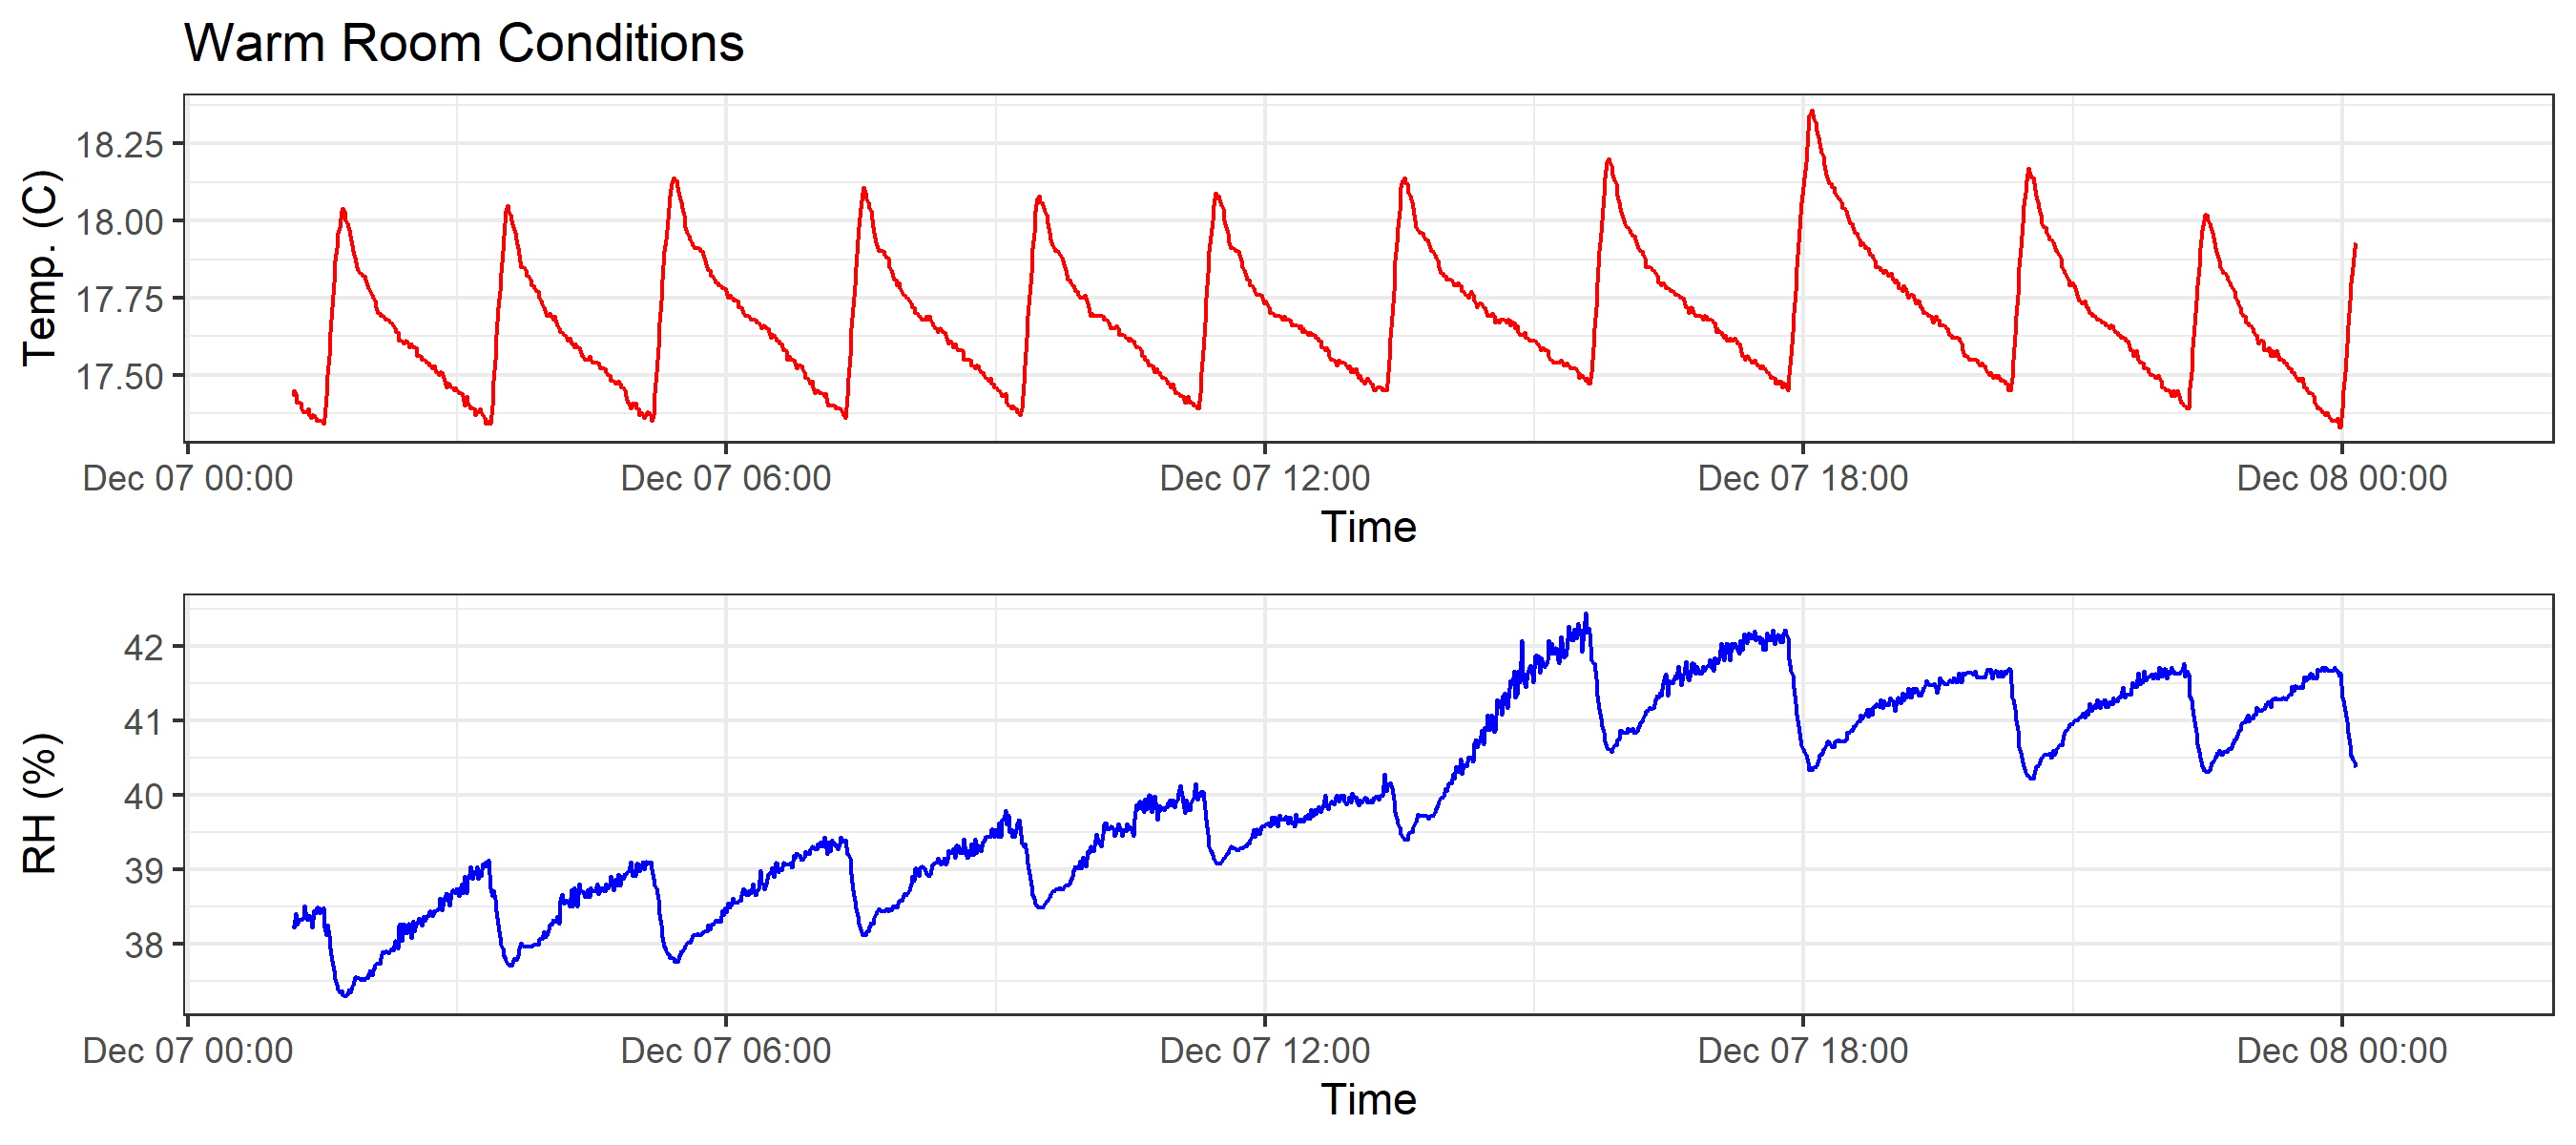 Warm Room Conditions
Temp. (C)
18.25
18.00
17.75
17.50
Dec 07 00:00 Dec 07 06:00 Dec 07 12:00 Dec 07 18:00 Dec 08 00:00
Time
RH (%)
42
41
40
39
38
Dec 07 00:00 Dec 07 06:00 Dec 07 12:00 Dec 07 18:00 Dec 08 00:00
Time